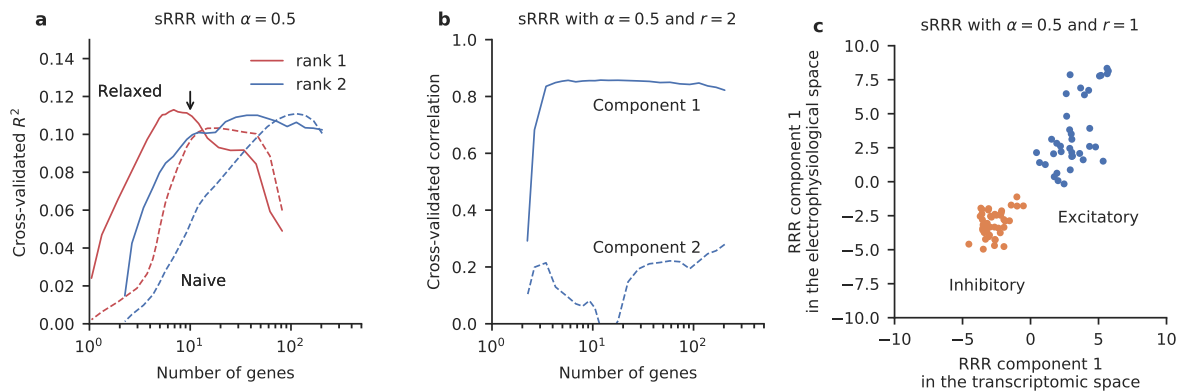 a
sRRR with α = 0.5
Cross-validated R²
0.14
0.12
0.10
0.08
0.06
0.04
0.02
0.00
10⁰
10¹
10²
Number of genes
Relaxed
Naive
rank 1
rank 2
b
sRRR with α = 0.5 and r = 2
Cross-validated correlation
1.0
0.8
0.6
0.4
0.2
0.0
10⁰
10¹
10²
Number of genes
Component 1
Component 2
c
sRRR with α = 0.5 and r = 1
RRR component 1
in the electrophysiological space
10.0
7.5
5.0
2.5
0.0
−2.5
−5.0
−7.5
−10.0
−10
−5
0
5
10
Excitatory
Inhibitory
RRR component 1
in the transcriptomic space